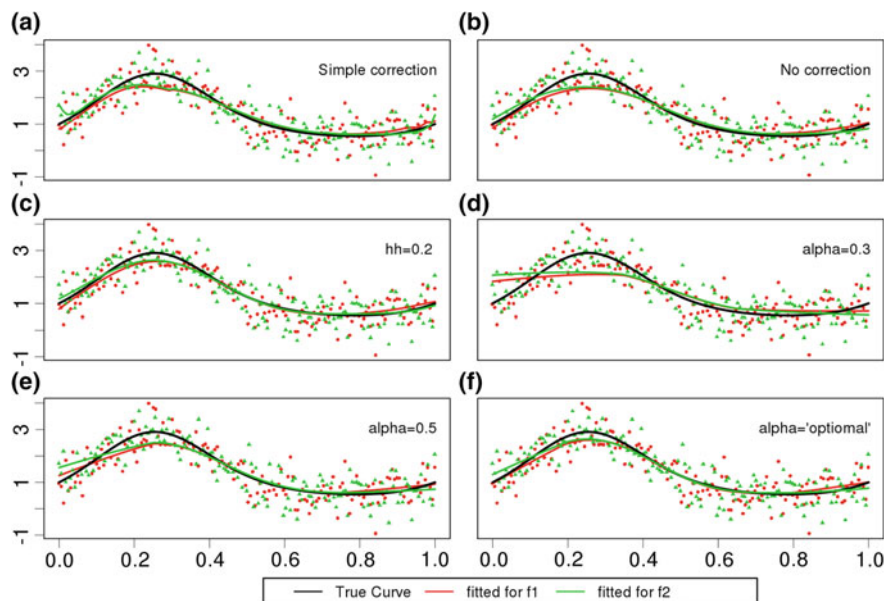 (a)
(b)
3
1
-1
Simple correction
No correction
(c)
(d)
3
1
-1
hh=0.2
alpha=0.3
(e)
(f)
3
1
-1
alpha=0.5
alpha='optiomal'
0.0 0.2 0.4 0.6 0.8 1.0 0.0 0.2 0.4 0.6 0.8 1.0
True Curve fitted for f1 fitted for f2